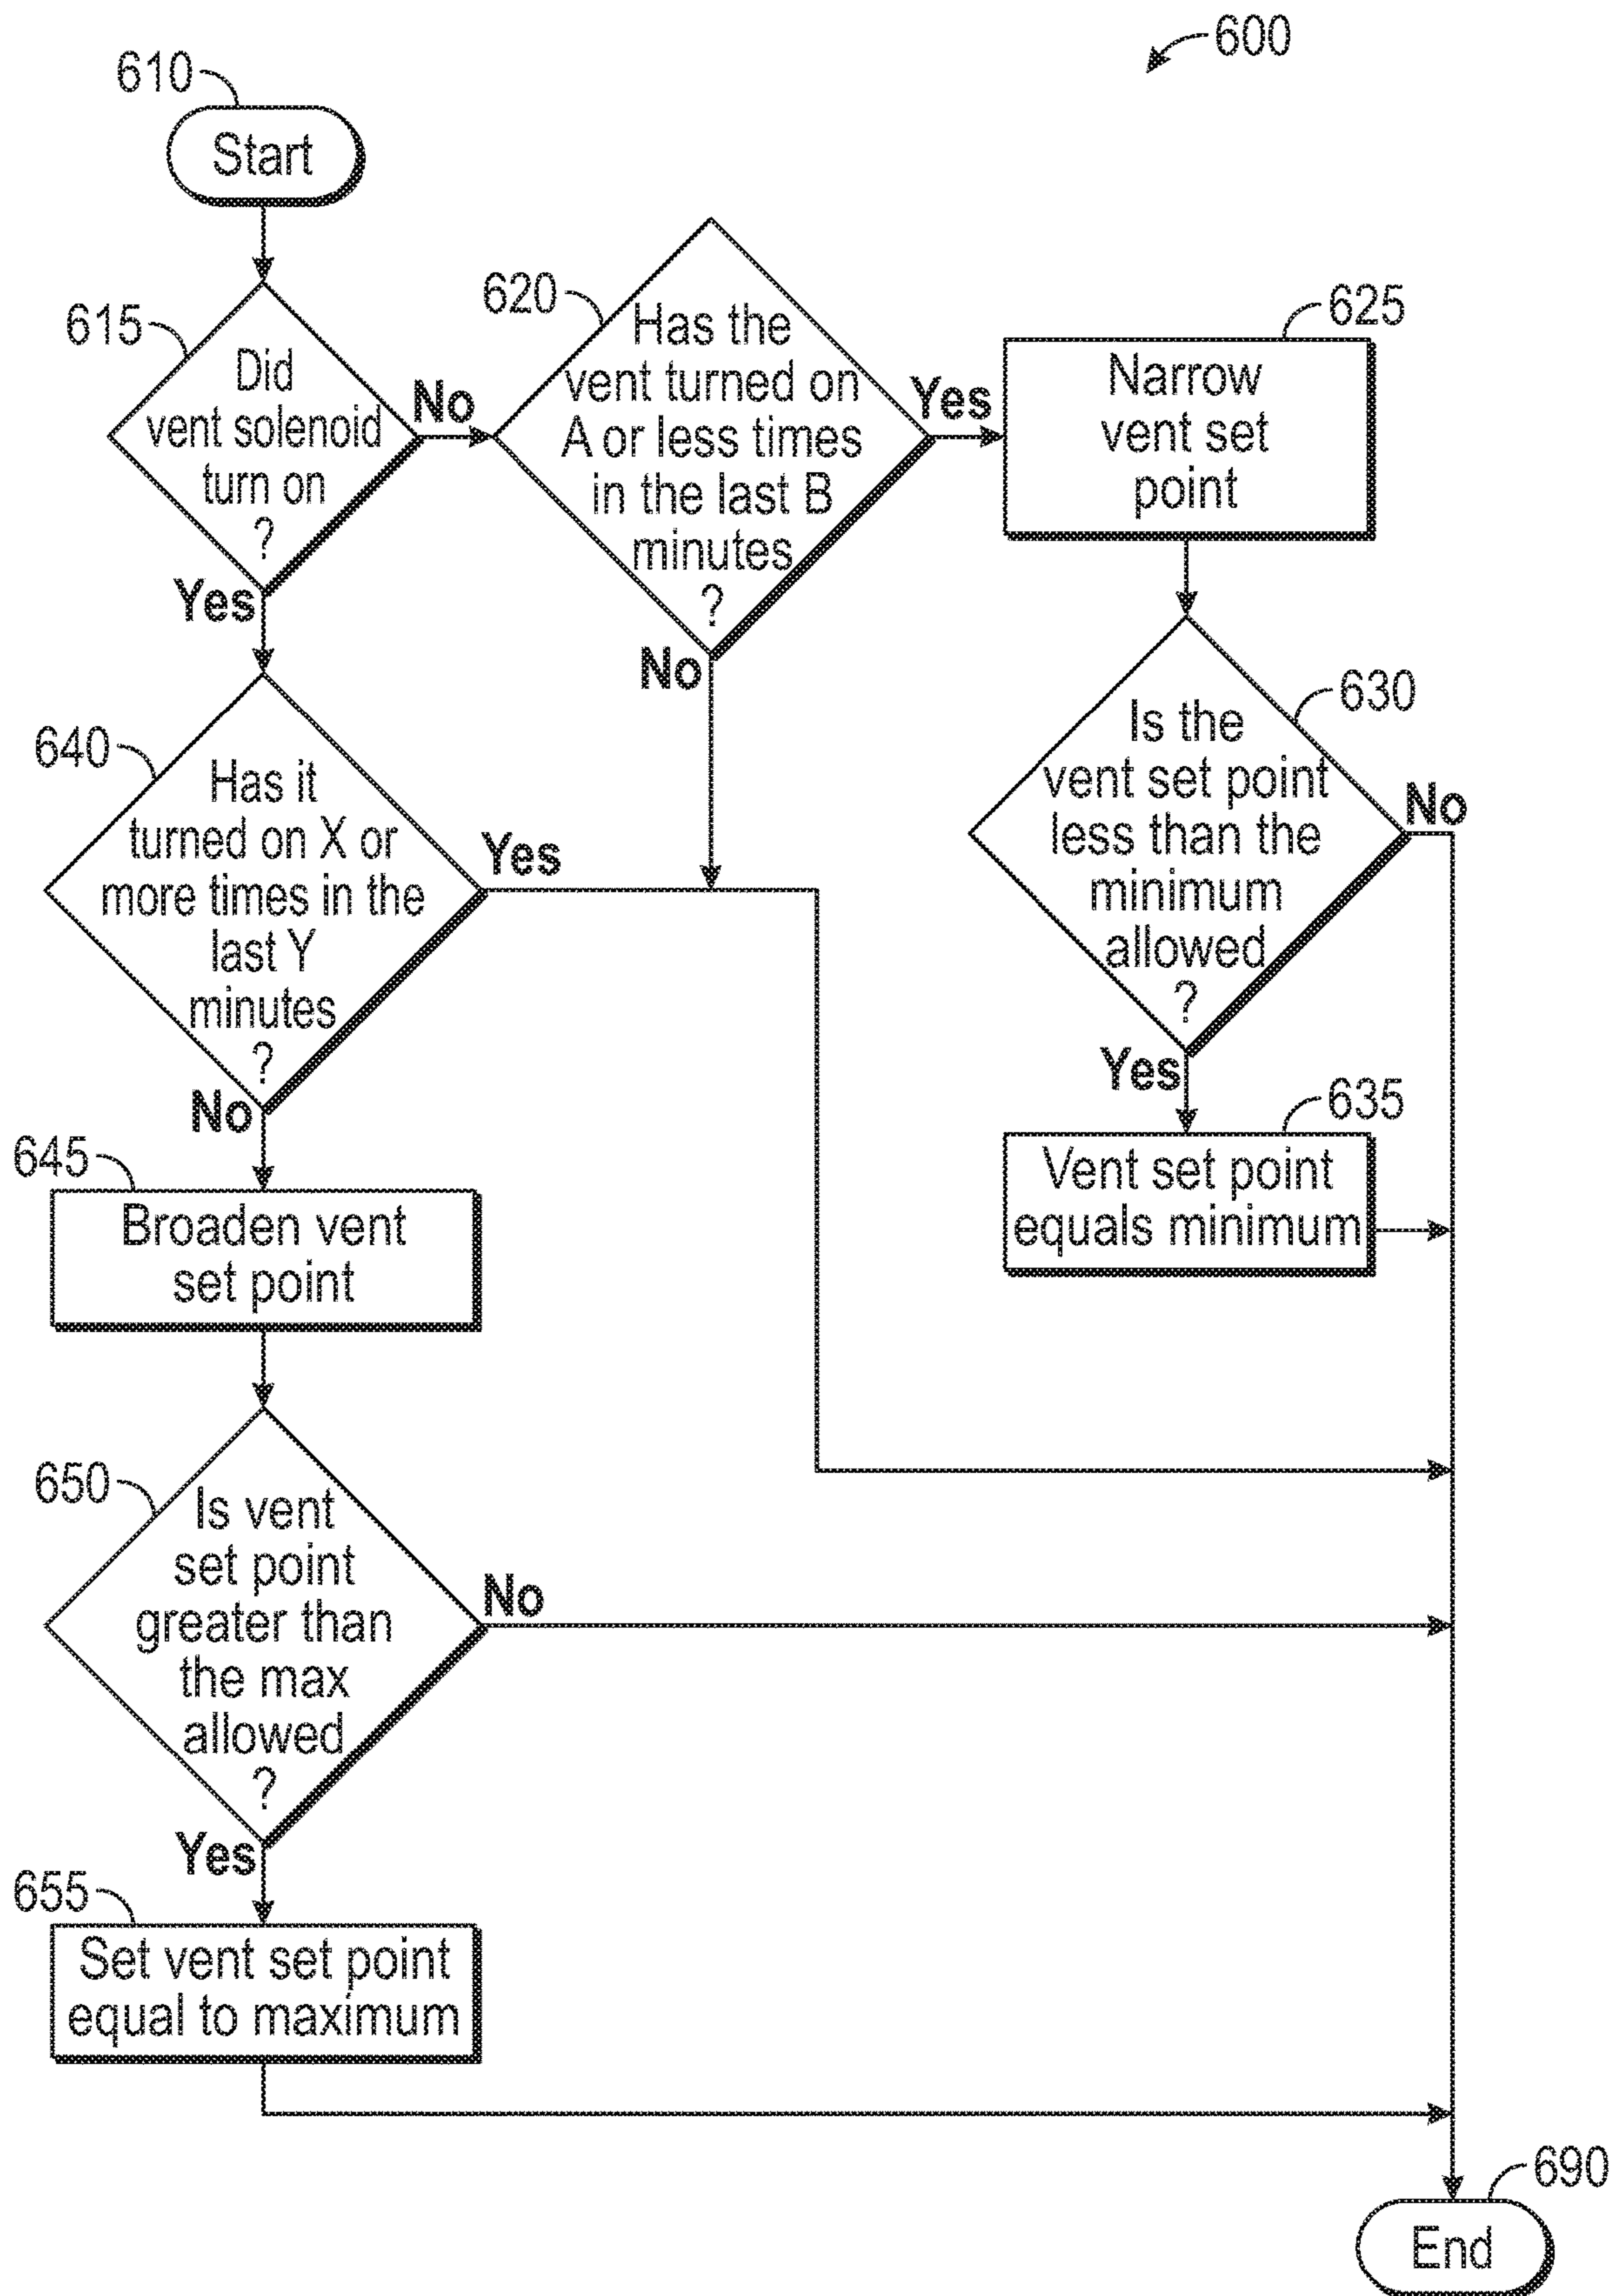 600
610
Start
615
Did
vent solenoid
turn on
?
No
Yes
620
Has the
vent turned on
A or less times
in the last B
minutes
?
Yes
No
625
Narrow
vent set
point
630
Is the
vent set point
less than the
minimum
allowed
?
No
Yes
635
Vent set point
equals minimum
640
Has it
turned on X or
more times in the
last Y
minutes
?
Yes
No
645
Broaden vent
set point
650
Is vent
set point
greater than
the max
allowed
?
No
Yes
655
Set vent set point
equal to maximum
690
End